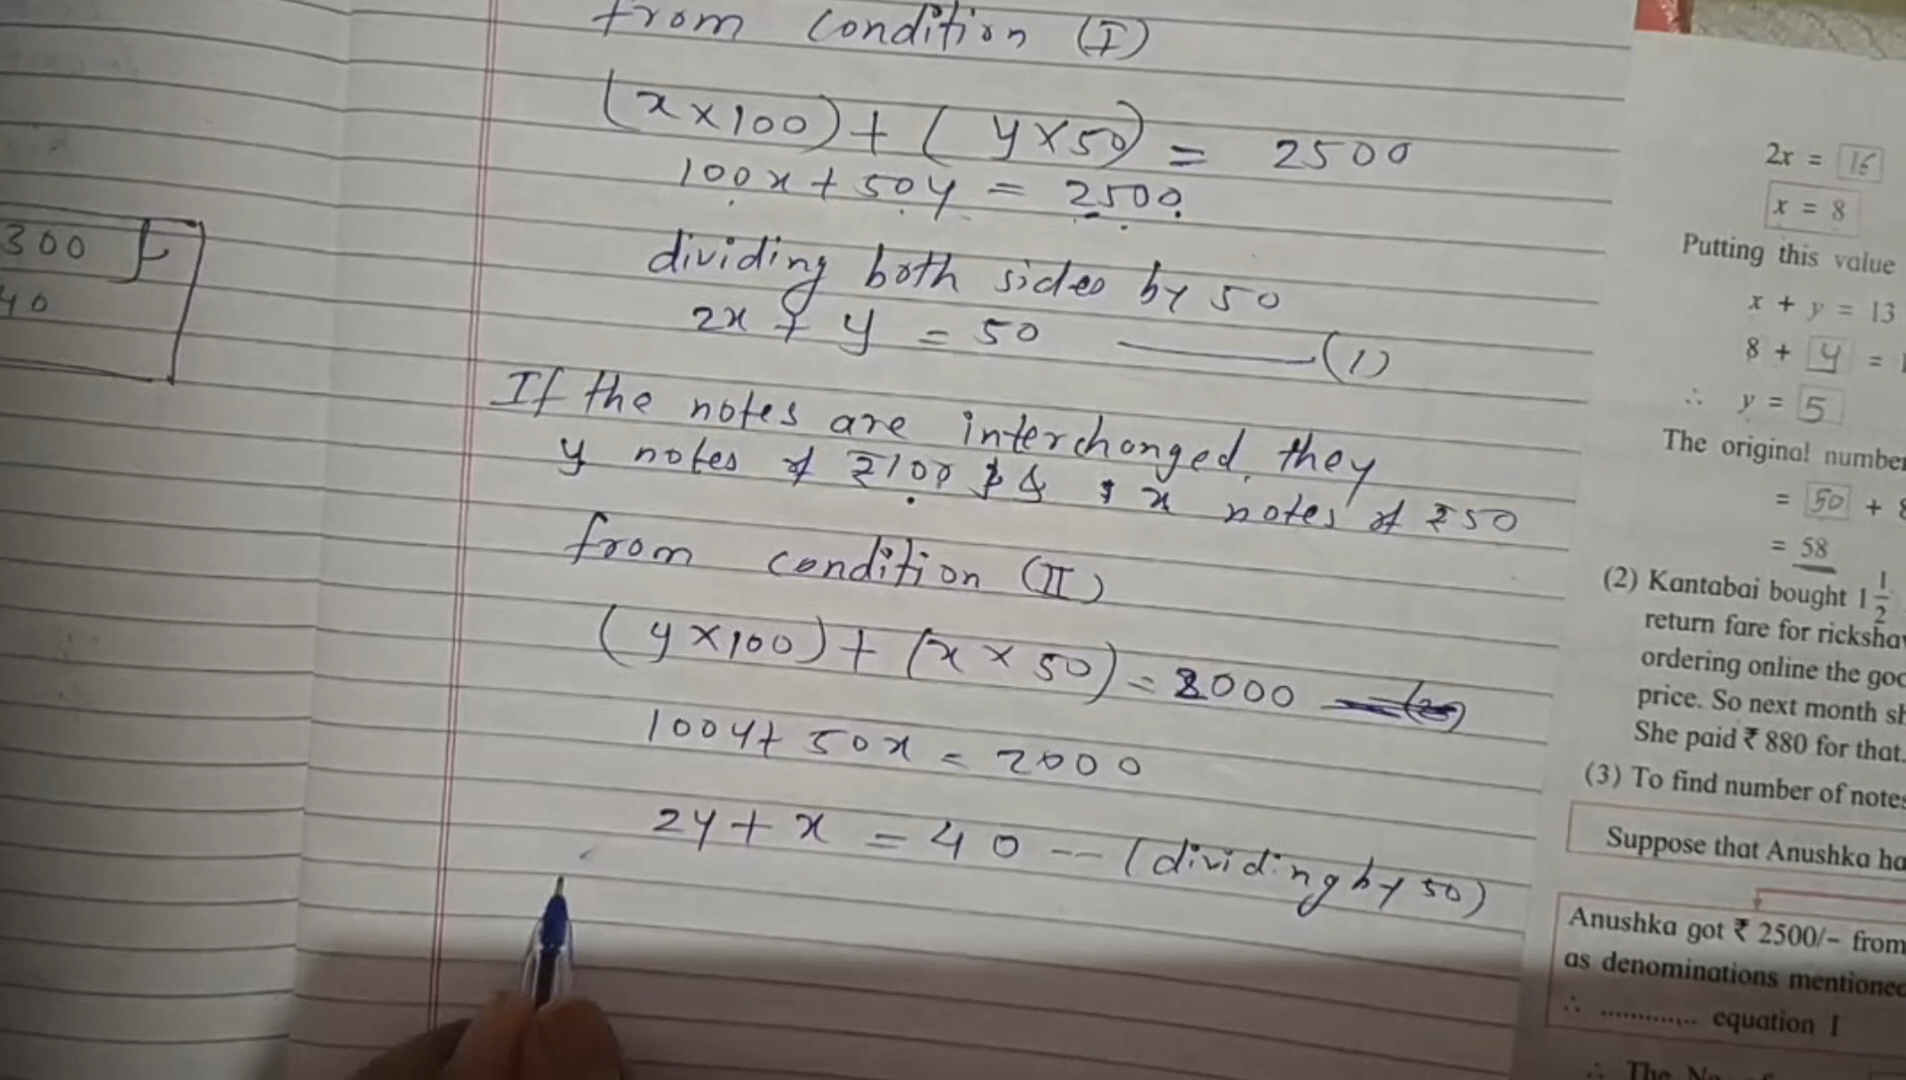 from condition (I)
(x×100) + (y×50) = 2500
100x + 50y = 2500
dividing both sides by 50
2x + y = 50 ——— (1)
If the notes are interchanged, they
y notes of ₹100 & x notes of ₹50
from condition (II)
(y×100) + (x×50) = 2000
100y + 50x = 2000
2y + x = 40 -- (dividing by 50)
300
40
2x = 16
x = 8
Putting this value
x + y = 13
8 + y =
∴ y = 5
The original number
= 50 + 8
= 58
(2) Kantabai bought 1 1/2
return fare for ricksha
ordering online the goo
price. So next month sh
She paid ₹ 880 for that.
(3) To find number of notes
Suppose that Anushka ha
Anushka got ₹ 2500/- from
as denominations mentioned
∴ ............ equation I
∴ The No